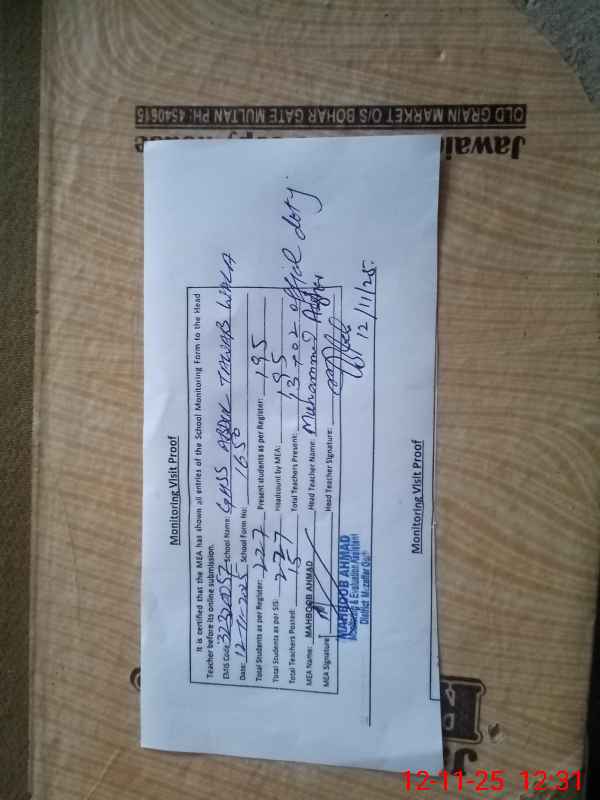 Monitoring Visit Proof
It is certified that the MEA has shown all entries of the School Monitoring Form to the Head
Teacher before its online submission.
EMIS Code: 32320257 School Name: GHSS ABDUL TAWAB WALA
Date: 12-11-2025 School Form No: 1650
Total Students as per Register: 227 Present students as per Register: 195
Total Students as per SIS: 227 Headcount by MEA: 195
Total Teachers Posted: 15 Total Teachers Present: 13 + 02 official duty.
MEA Name: MAHBOOB AHMAD Head Teacher Name: Muhammad Asghar
MEA Signature: Head Teacher Signature:
12/11/25.
MAHBOOB AHMAD
Monitoring & Evaluation Assistant
District Muzaffar Garh
Monitoring Visit Proof
OLD GRAIN MARKET O/S BOHAR GATE MULTAN PH: 4540615
12-11-25 12:31